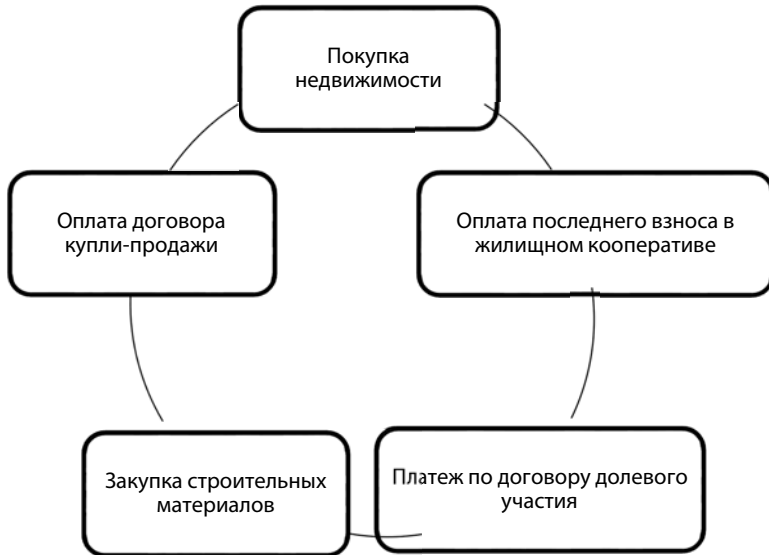 Покупка
недвижимости
Оплата договора
купли-продажи
Оплата последнего взноса в
жилищном кооперативе
Закупка строительных
материалов
Платеж по договору долевого
участия